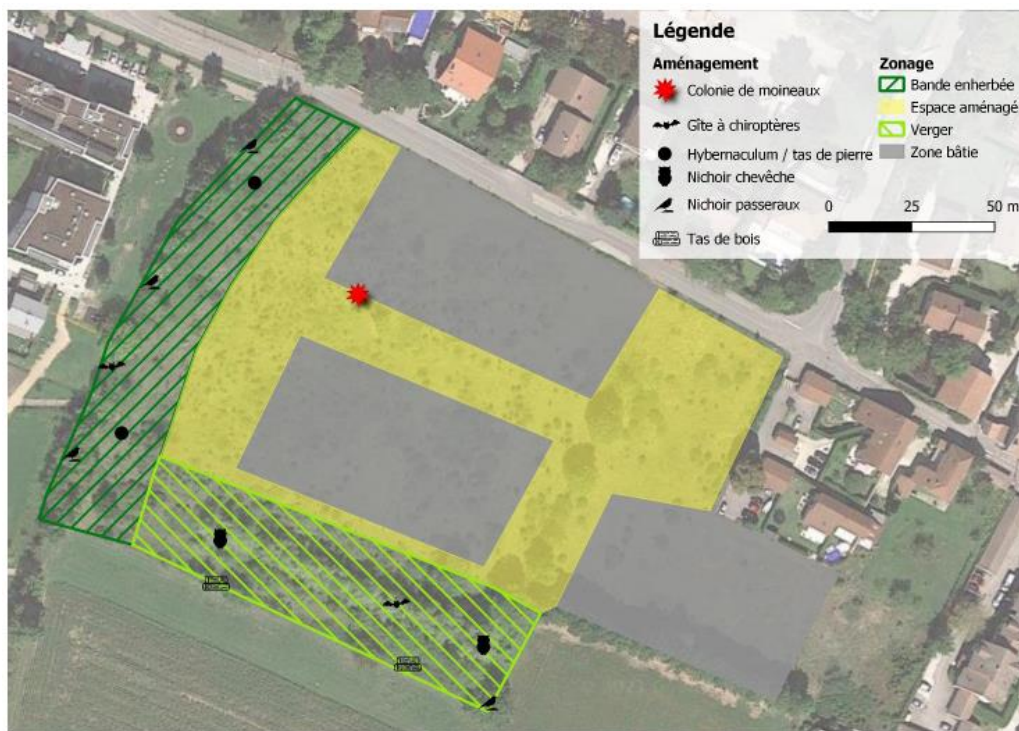 Légende
Aménagement
Colonie de moineaux
Gîte à chiroptères
Hybernaculum / tas de pierre
Nichoir chevêche
Nichoir passeraux
Tas de bois
Zonage
Bande enherbée
Espace aménagé
Verger
Zone bâtie
0 25 50 m